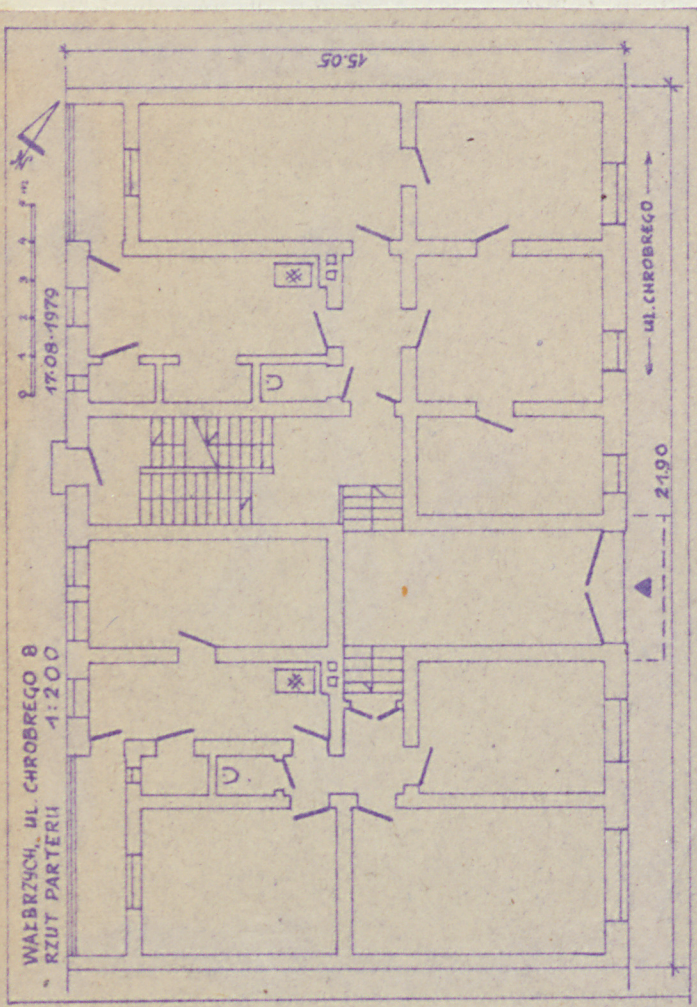 WAŁBRZYCH, UL. CHROBREGO 8
RZUT PARTERU 1:200
17·08·1979
0 1 2 3 4 5 m
15.05
← UL. CHROBREGO →
21.90